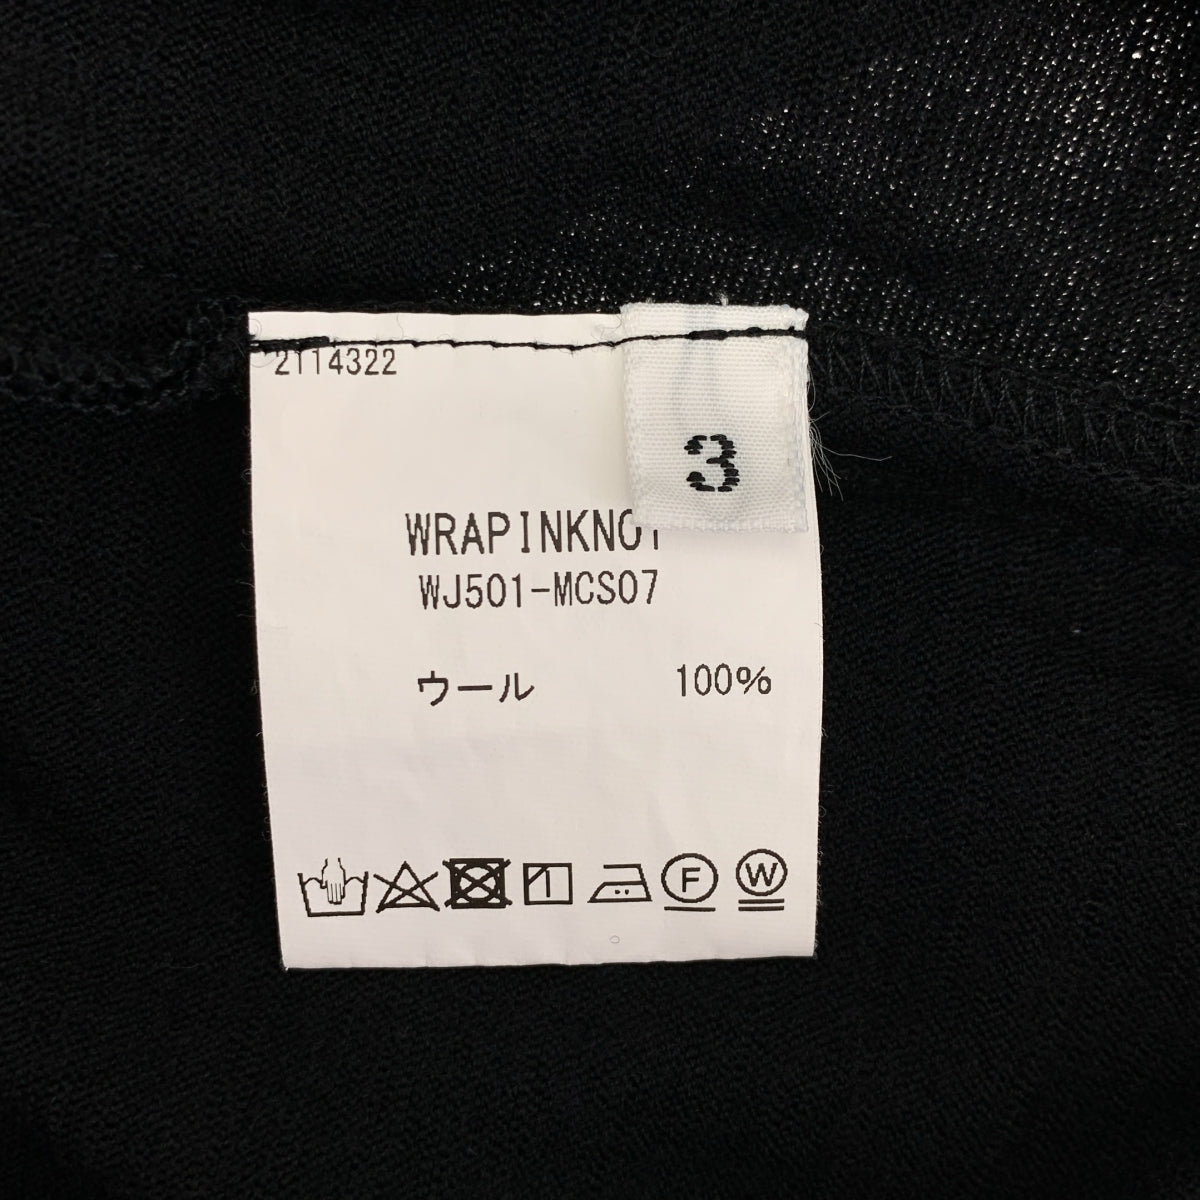 2114322
3
WRAPINKNOT
WJ501-MCS07
ウール 100%
F W